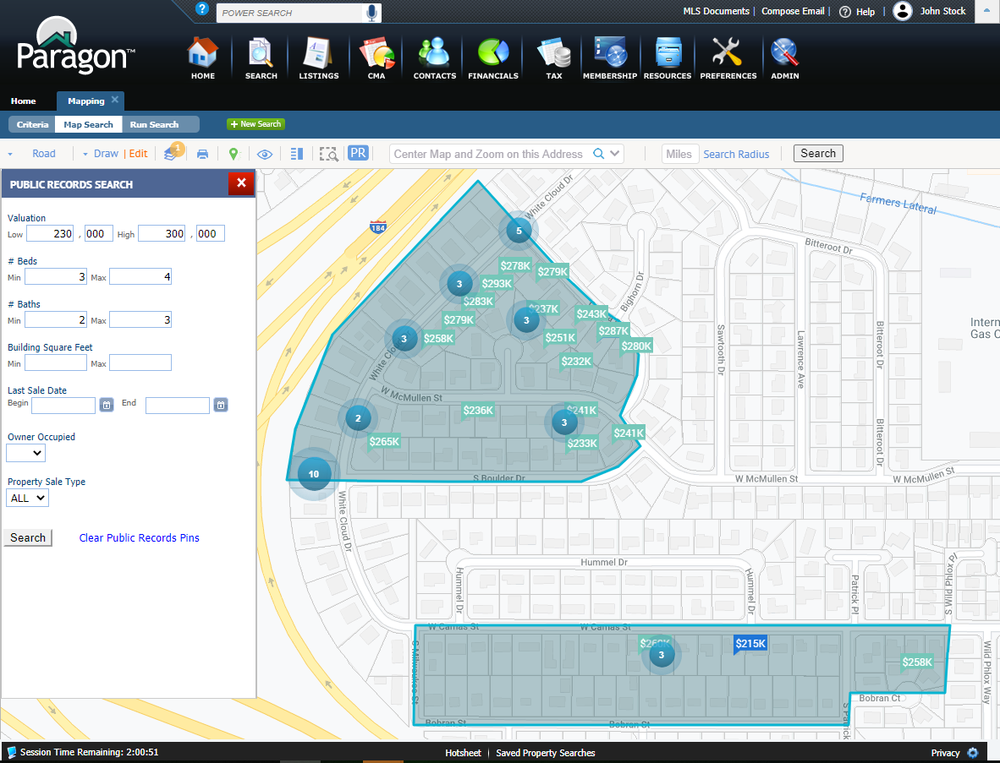 ?
POWER SEARCH
MLS Documents | Compose Email | ? Help | John Stock
Paragon™
HOME
SEARCH
LISTINGS
CMA
CONTACTS
FINANCIALS
TAX
MEMBERSHIP
RESOURCES
PREFERENCES
ADMIN
Home
Mapping ×
Criteria
Map Search
Run Search
+ New Search
Road
Draw | Edit
1
PR
Center Map and Zoom on this Address
Miles
Search Radius
Search
PUBLIC RECORDS SEARCH
×
Valuation
Low 230 , 000 High 300 , 000
# Beds
Min 3 Max 4
# Baths
Min 2 Max 3
Building Square Feet
Min Max
Last Sale Date
Begin End
Owner Occupied
Property Sale Type
ALL
Search
Clear Public Records Pins
White Cloud Dr
Farmers Lateral
184
5
Bitteroot Dr
$278K
$279K
3
$293K
Bighorn Dr
$283K
$237K
$243K
$279K
3
Interm
Gas C
$287K
3
$258K
$251K
$280K
Sawtooth Dr
Lawrence Ave
Bitteroot Dr
White Clo
$232K
W McMullen St
$236K
$241K
2
3
$265K
$233K
$241K
Bitteroot Dr
10
S Boulder Dr
W McMullen St
W McMullen St
White Cloud Dr
Hummel Dr
Hummel Dr
Hummel Dr
Patrick Pl
S Wild Phlox Pl
W Camas St
W Camas St
3
$215K
$258K
S Milwaukee St
Wild Phlox Way
Bobran Ct
S Patrick
Bobran St
Bobran St
Session Time Remaining: 2:00:51
Hotsheet | Saved Property Searches
Privacy